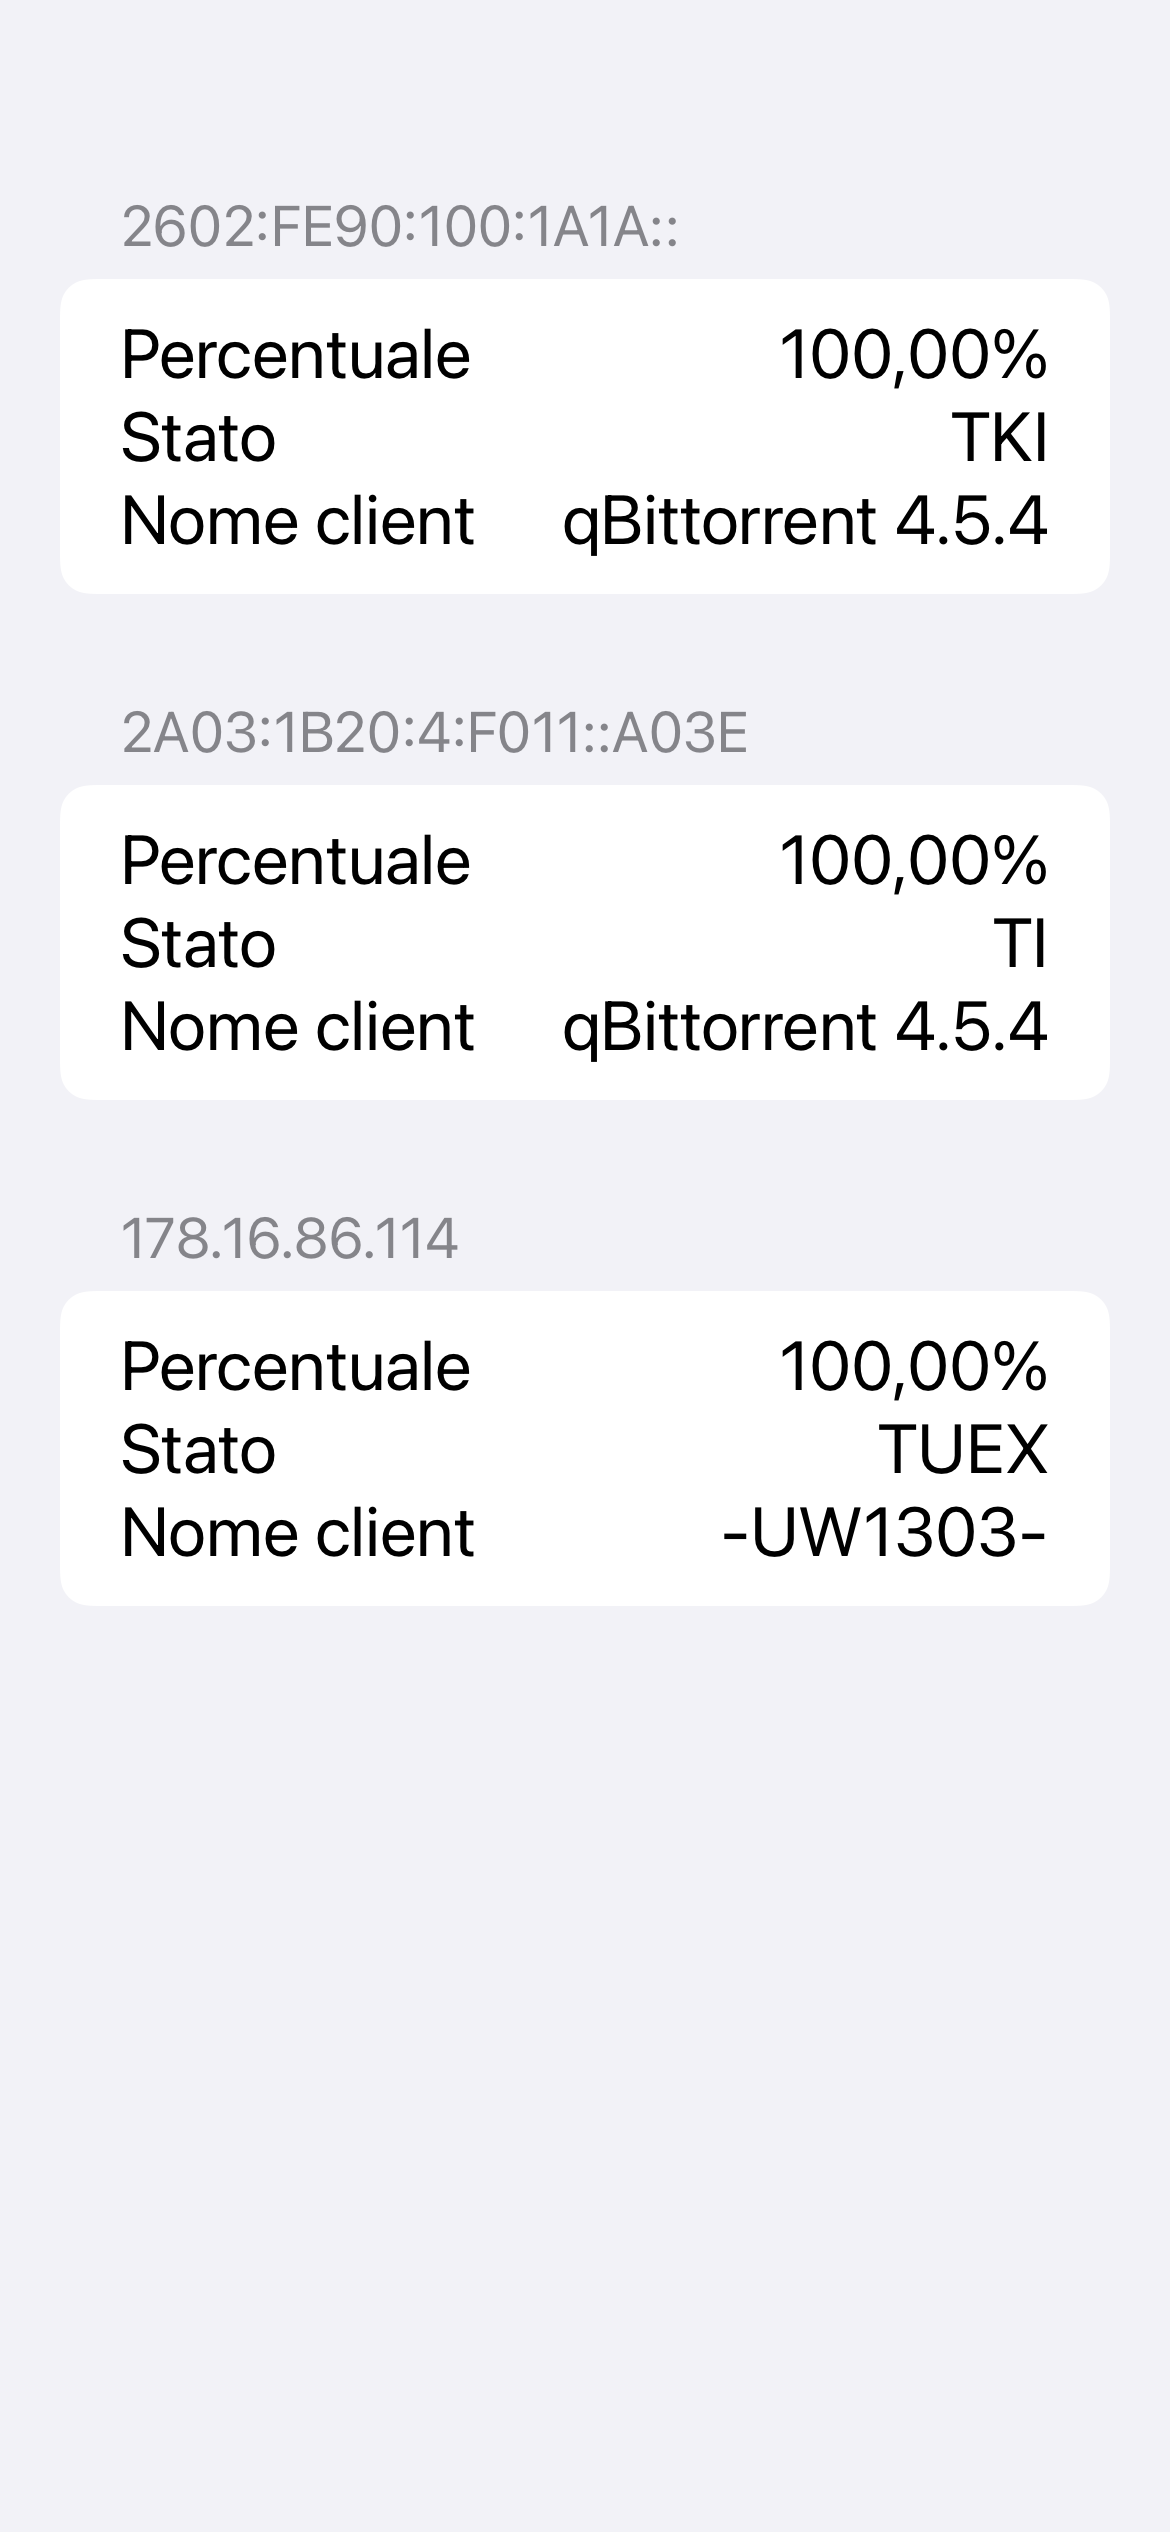 2602:FE90:100:1A1A::
Percentuale 100,00%
Stato TKI
Nome client qBittorrent 4.5.4
2A03:1B20:4:F011::A03E
Percentuale 100,00%
Stato TI
Nome client qBittorrent 4.5.4
178.16.86.114
Percentuale 100,00%
Stato TUEX
Nome client -UW1303-